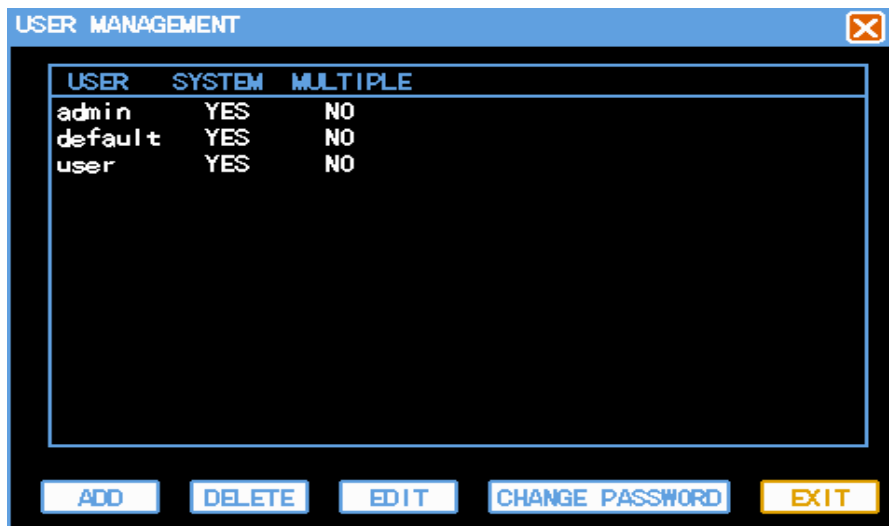 USER MANAGEMENT
USER SYSTEM MULTIPLE
admin YES NO
default YES NO
user YES NO
ADD DELETE EDIT CHANGE PASSWORD EXIT